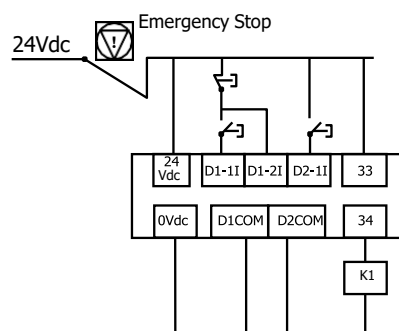 Emergency Stop
24Vdc
!
24 Vdc
D1-1I
D1-2I
D2-1I
33
0Vdc
D1COM
D2COM
34
K1